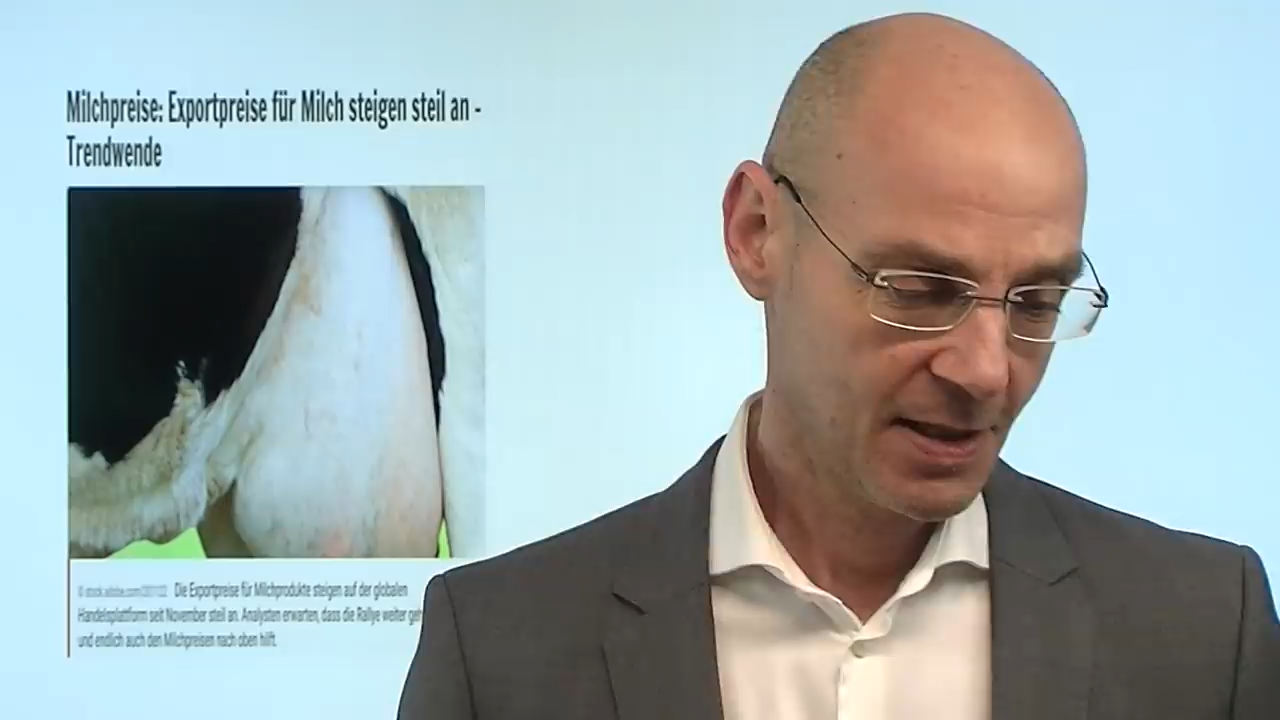 Milchpreise: Exportpreise für Milch steigen steil an -
Trendwende
© stock.adobe.com Die Exportpreise für Milchprodukte steigen auf der globalen
Handelsplattform seit November steil an. Analysten erwarten, dass die Rallye weiter
und endlich auch den Milchpreisen nach oben hilft.